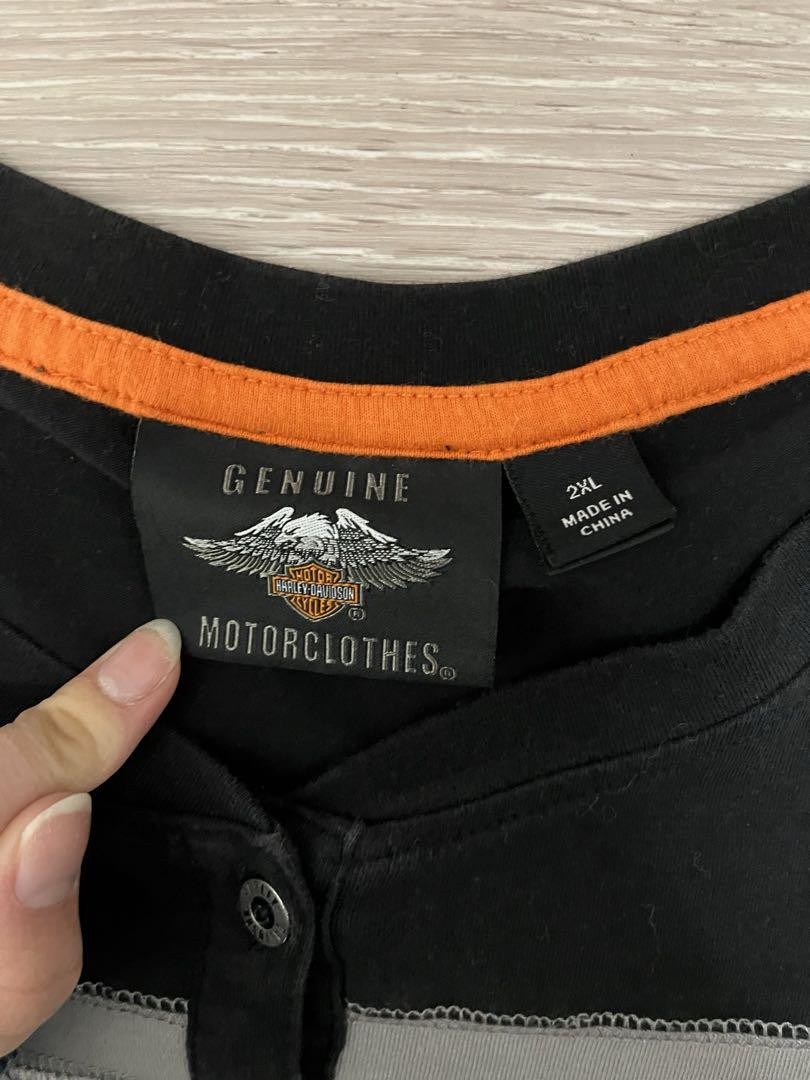 GENUINE
MOTOR
HARLEY-DAVIDSON
CYCLES
®
MOTORCLOTHES®
2XL
MADE IN
CHINA